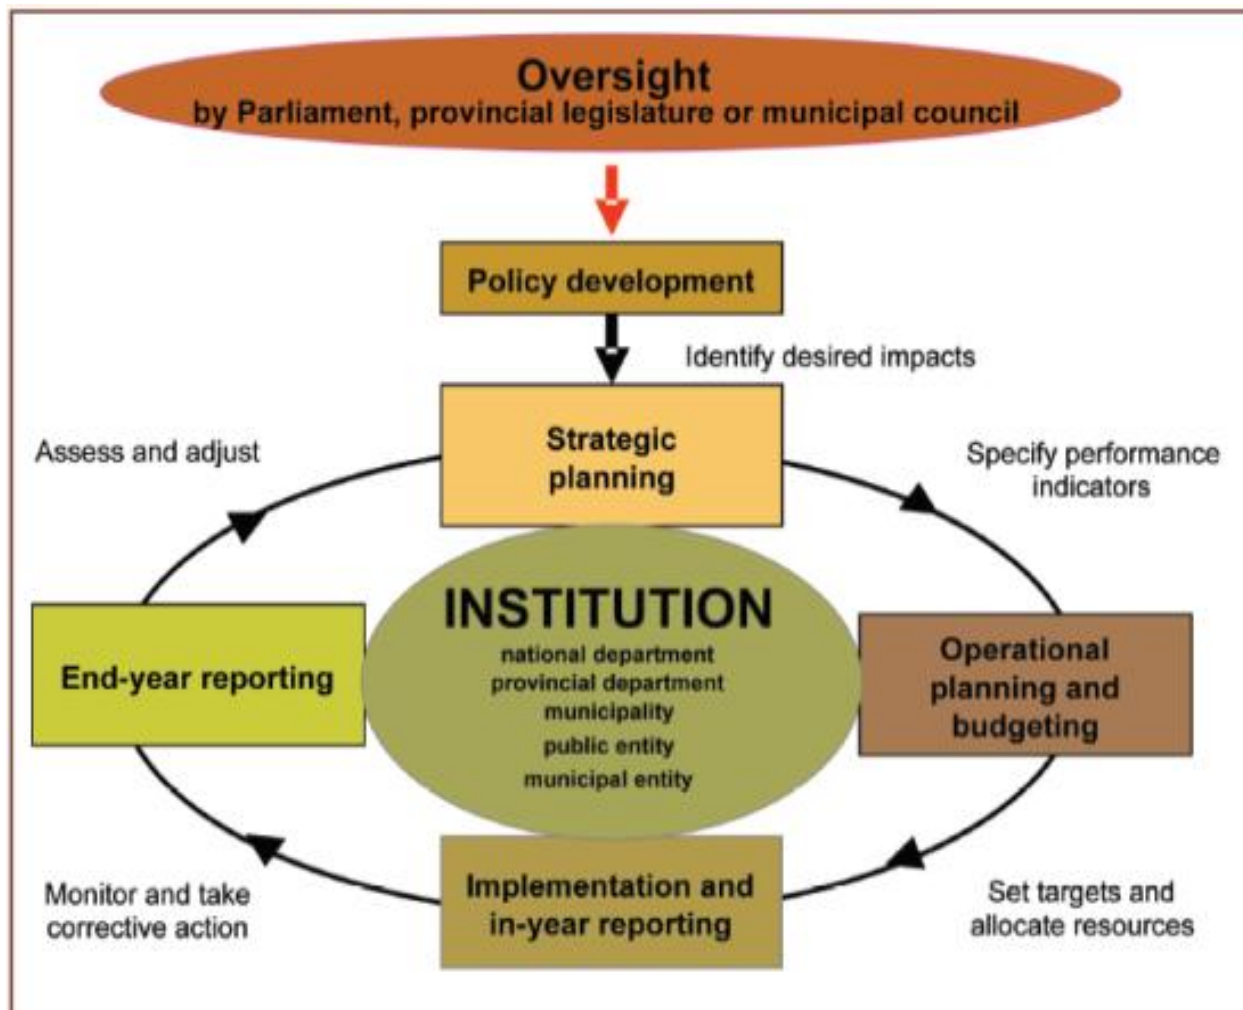 Oversight
by Parliament, provincial legislature or municipal council
Policy development
Identify desired impacts
Strategic
planning
Assess and adjust
Specify performance
indicators
INSTITUTION
national department
provincial department
municipality
public entity
municipal entity
End-year reporting
Operational
planning and
budgeting
Implementation and
in-year reporting
Monitor and take
corrective action
Set targets and
allocate resources